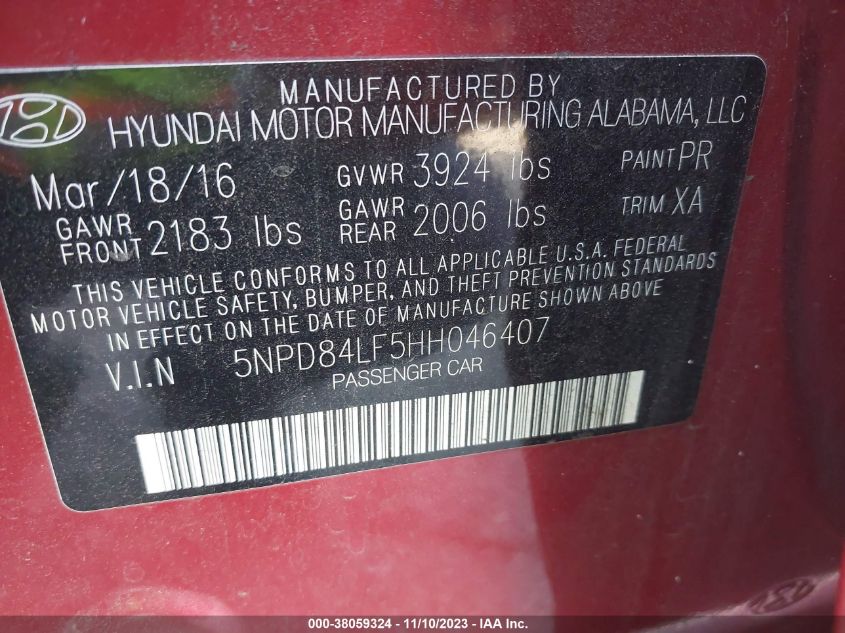 MANUFACTURED BY
HYUNDAI MOTOR MANUFACTURING ALABAMA, LLC
Mar/18/16 GVWR 3924 lbs PAINT PR
GAWR FRONT 2183 lbs GAWR REAR 2006 lbs TRIM XA
THIS VEHICLE CONFORMS TO ALL APPLICABLE U.S.A. FEDERAL
MOTOR VEHICLE SAFETY, BUMPER, AND THEFT PREVENTION STANDARDS
IN EFFECT ON THE DATE OF MANUFACTURE SHOWN ABOVE
V.I.N 5NPD84LF5HH046407
PASSENGER CAR
000-38059324 - 11/10/2023 - IAA Inc.